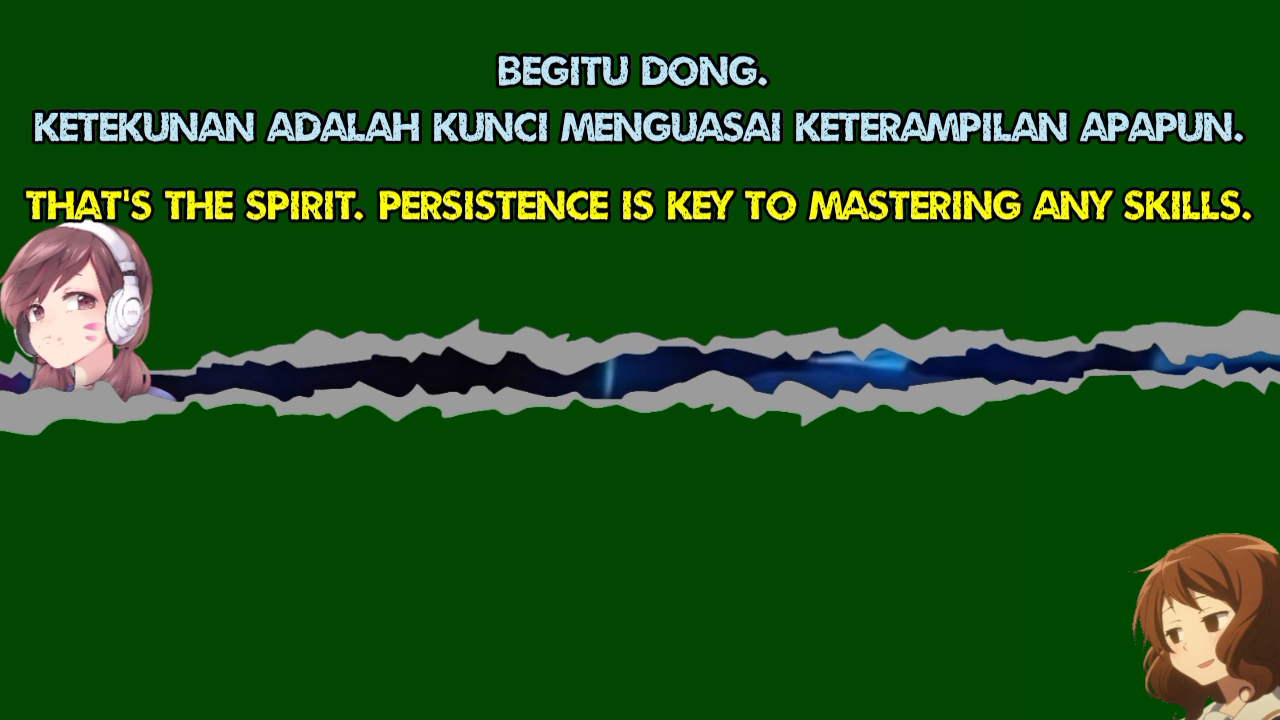 BEGITU DONG.
KETEKUNAN ADALAH KUNCI MENGUASAI KETERAMPILAN APAPUN.
THAT'S THE SPIRIT. PERSISTENCE IS KEY TO MASTERING ANY SKILLS.